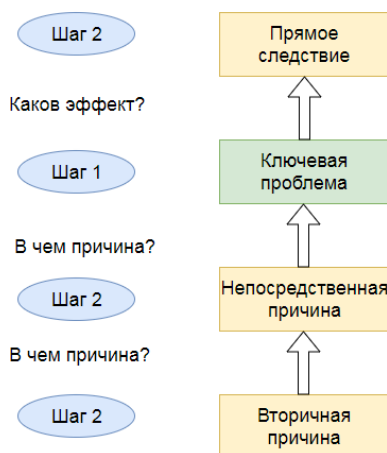 Шаг 2
Прямое
следствие
Каков эффект?
Шаг 1
Ключевая
проблема
В чем причина?
Шаг 2
Непосредственная
причина
В чем причина?
Шаг 2
Вторичная
причина